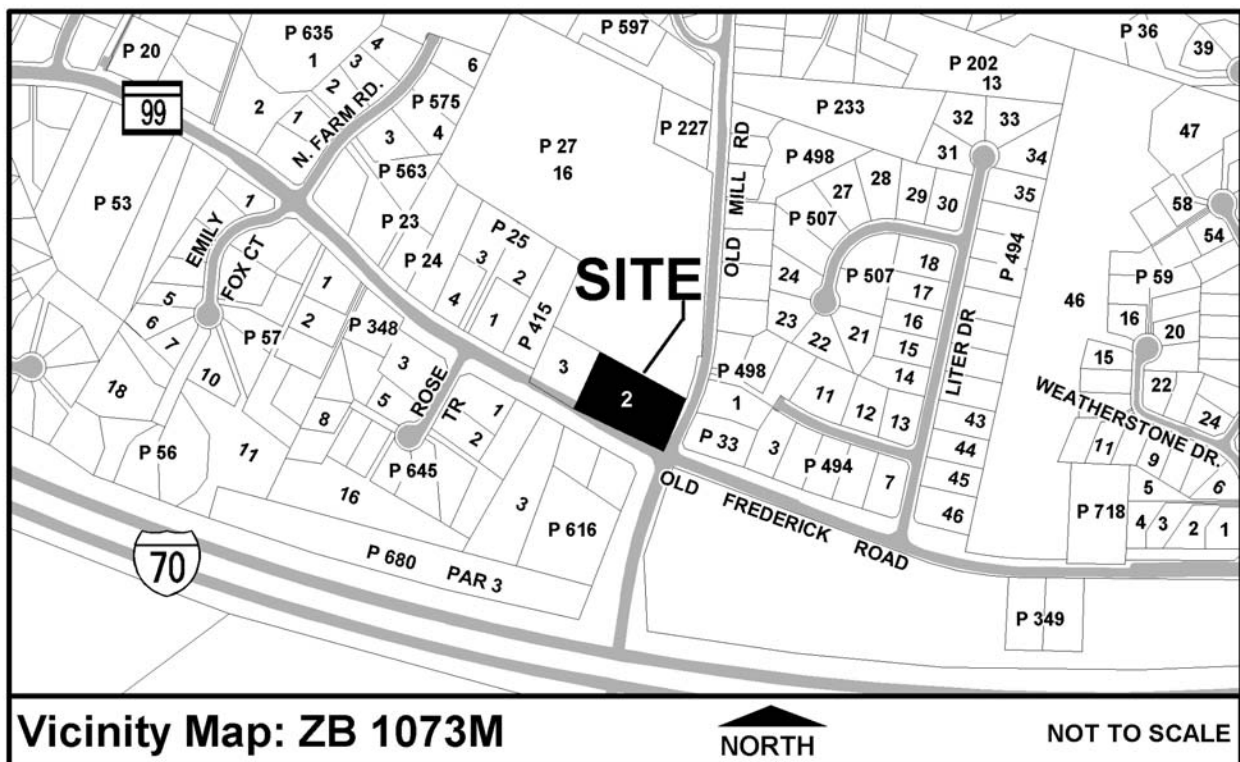 P 635
P 597
P 36
39
P 20
1
4
3
2
6
P 202
13
99
2
1
N. FARM RD.
P 575
3
4
P 563
P 27
16
P 227
P 233
32
33
31
34
47
P 498
28
27
29
30
35
P 53
EMILY
FOX CT
1
P 23
P 25
3
2
P 24
4
1
P 415
SITE
OLD MILL RD
P 507
24
P 507
18
17
16
15
14
P 494
58
54
P 59
46
16
20
5
6
7
P 57
1
2
P 348
3
5
ROSE TR
23
22
21
LITER DR
15
22
24
WEATHERSTONE DR.
3
2
P 498
1
11
12
13
43
44
45
46
18
10
11
8
1
2
P 33
3
P 494
7
11
9
5
6
P 56
P 645
16
3
P 616
OLD FREDERICK ROAD
P 718
4
3
2
1
70
P 680
PAR 3
P 349
Vicinity Map: ZB 1073M
NORTH
NOT TO SCALE